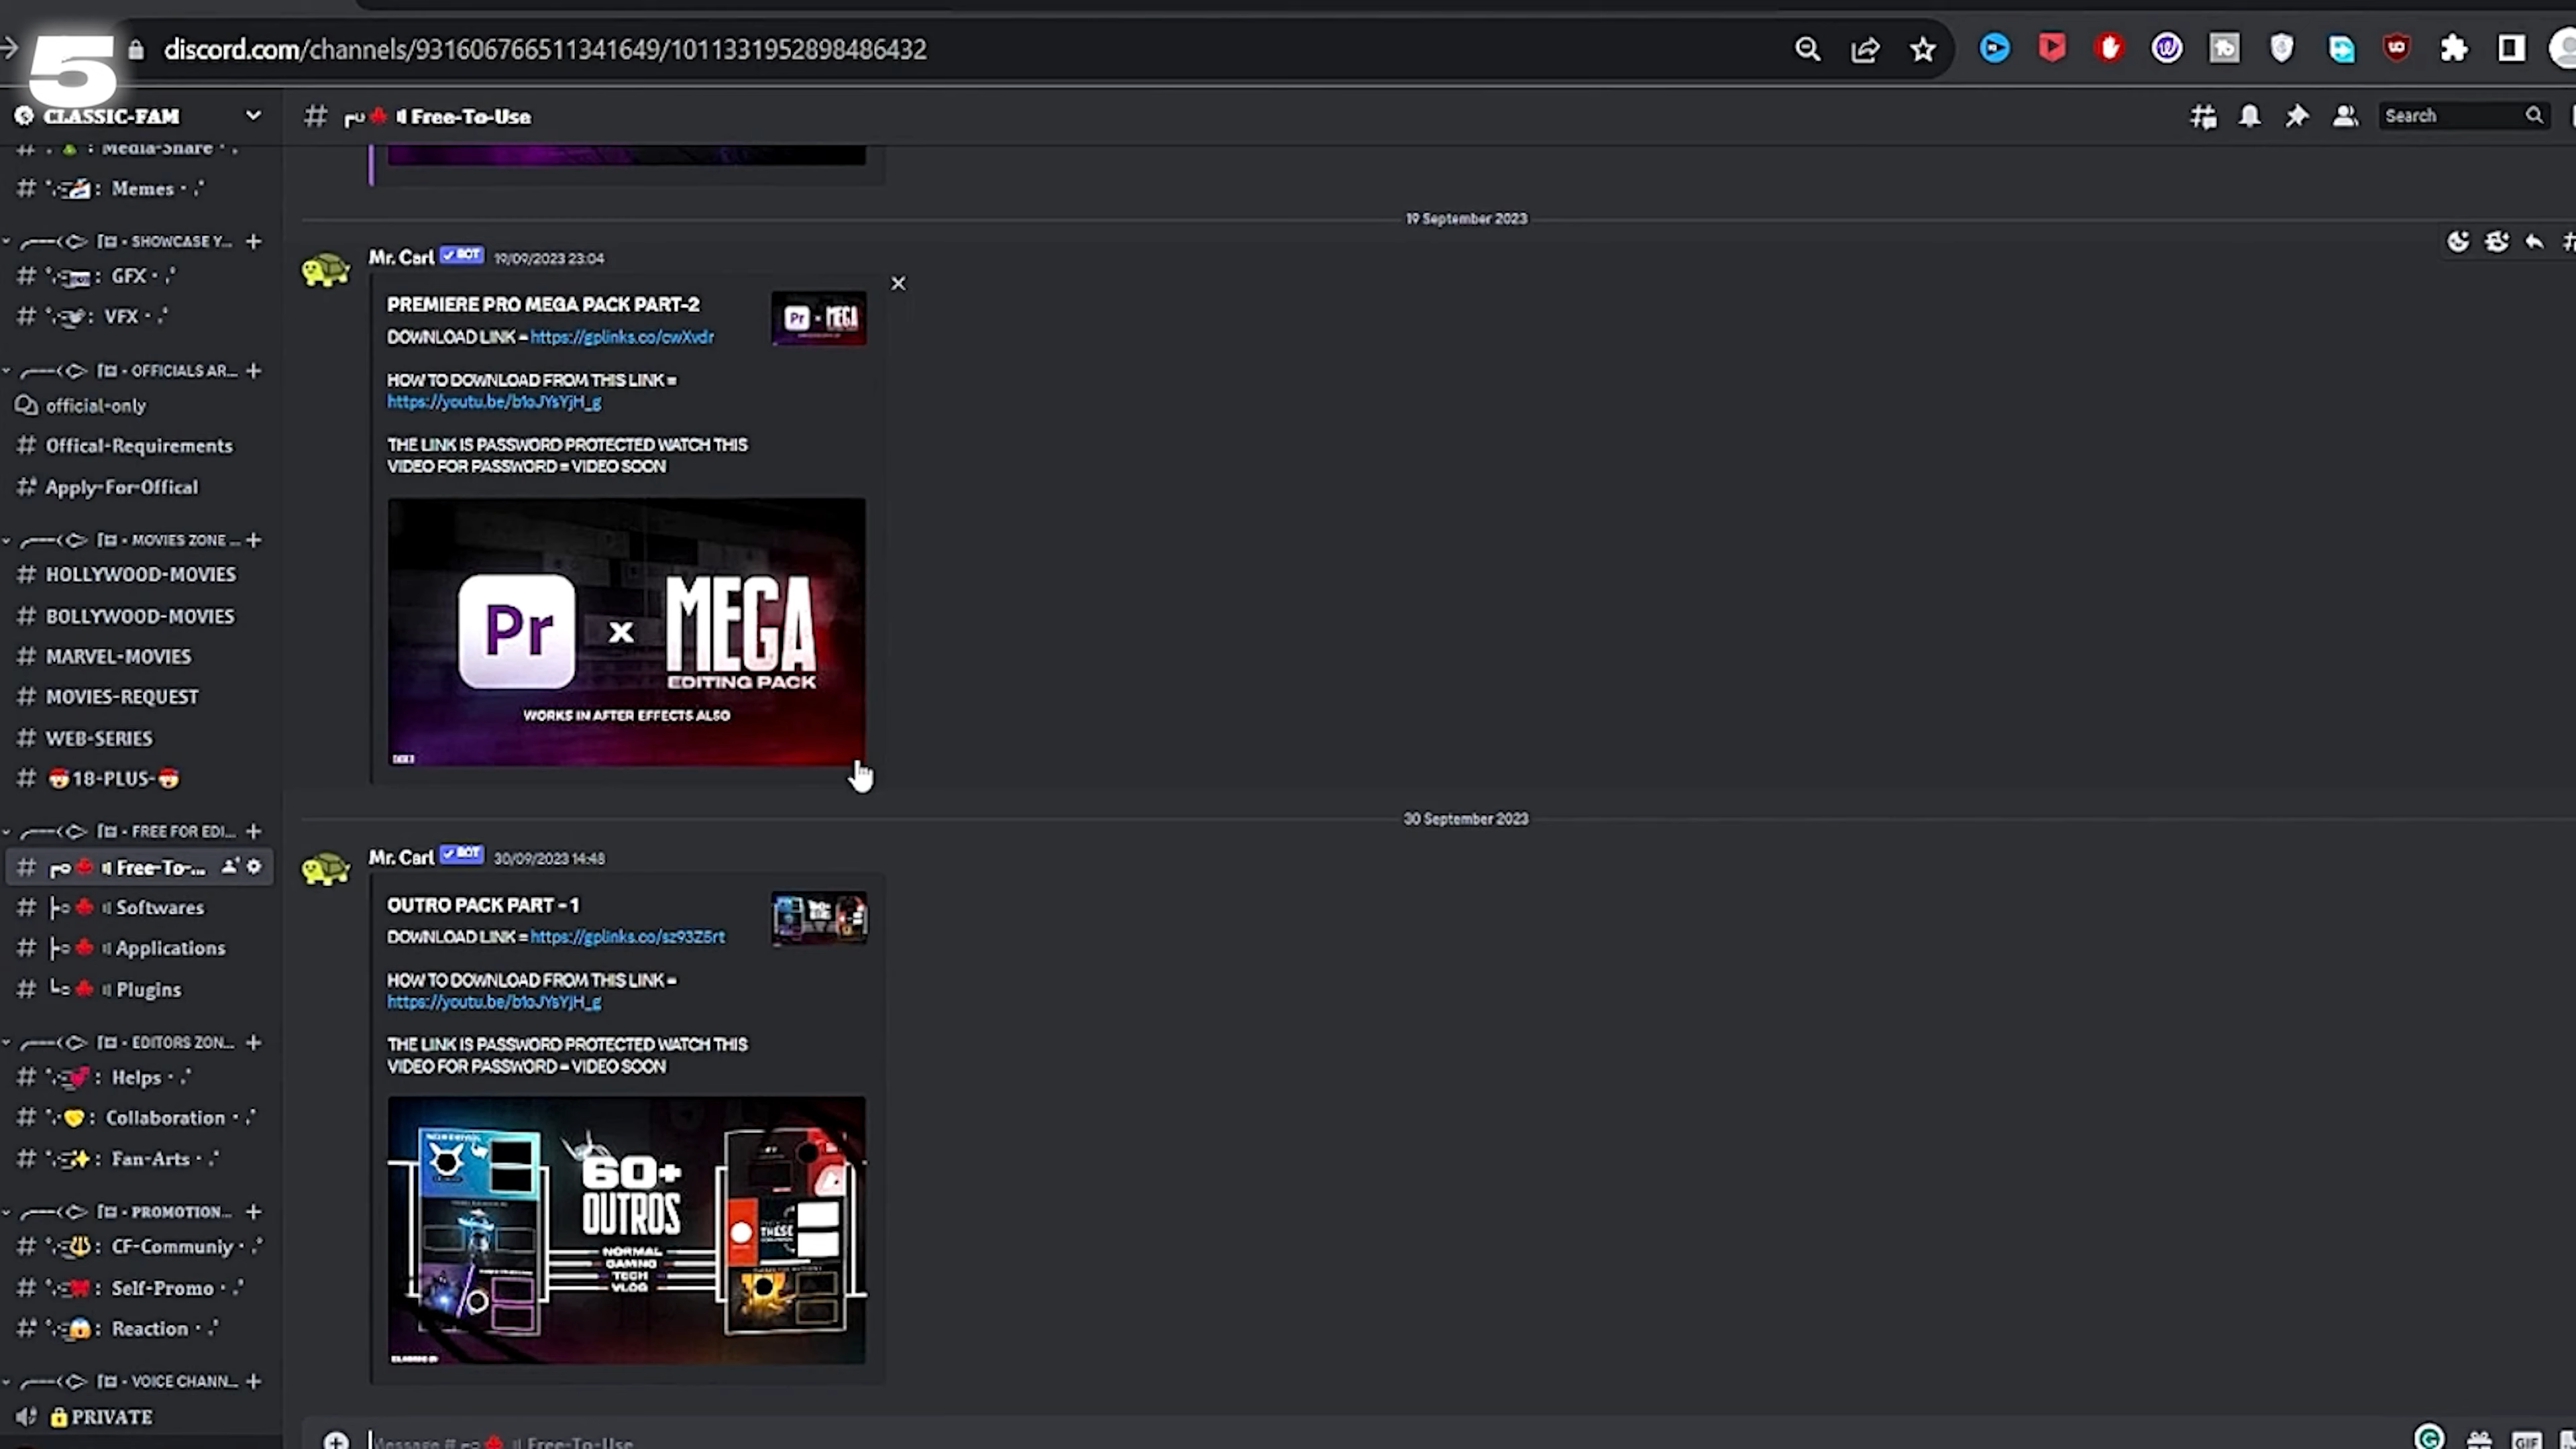 5
discord.com/channels/931606766511341649/1011331952898486432
CLASSIC-FAM
Free-To-Use
Search
Media-Share
Memes
SHOWCASE Y...
GFX
VFX
OFFICIALS AR...
official-only
Offical-Requirements
Apply-For-Offical
MOVIES ZONE ...
HOLLYWOOD-MOVIES
BOLLYWOOD-MOVIES
MARVEL-MOVIES
MOVIES-REQUEST
WEB-SERIES
18-PLUS-
FREE FOR EDI...
Free-To-...
Softwares
Applications
Plugins
EDITORS ZON...
Helps
Collaboration
Fan-Arts
PROMOTION...
CF-Communiy
Self-Promo
Reaction
VOICE CHANN...
PRIVATE
19 September 2023
Mr. Carl BOT 19/09/2023 23:04
PREMIERE PRO MEGA PACK PART-2
DOWNLOAD LINK = https://gplinks.co/cwXvdr
HOW TO DOWNLOAD FROM THIS LINK =
https://youtu.be/b1oJYsYjH_g
THE LINK IS PASSWORD PROTECTED WATCH THIS
VIDEO FOR PASSWORD = VIDEO SOON
Pr x MEGA
EDITING PACK
WORKS IN AFTER EFFECTS ALSO
30 September 2023
Mr. Carl BOT 30/09/2023 14:48
OUTRO PACK PART - 1
DOWNLOAD LINK = https://gplinks.co/sz93Z5rt
HOW TO DOWNLOAD FROM THIS LINK =
https://youtu.be/b1oJYsYjH_g
THE LINK IS PASSWORD PROTECTED WATCH THIS
VIDEO FOR PASSWORD = VIDEO SOON
60+
OUTROS
NORMAL
GAMING
TECH
VLOG
THESE
Message # Free-To-Use
GIF